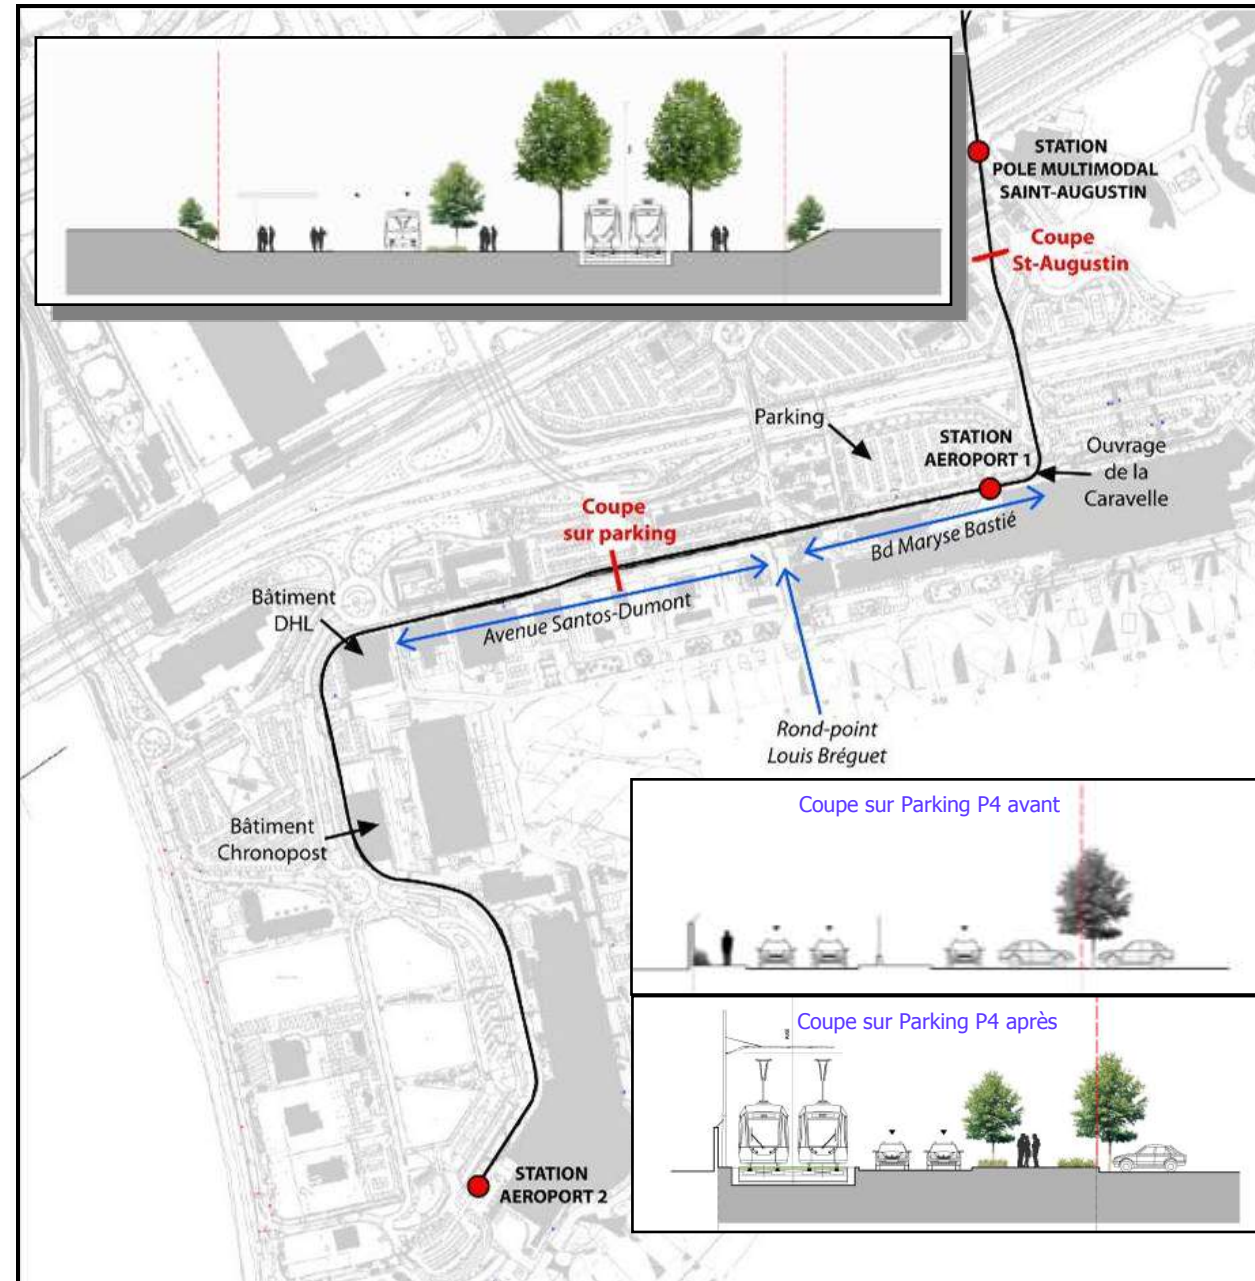 STATION
POLE MULTIMODAL
SAINT-AUGUSTIN
Coupe
St-Augustin
Parking
STATION
AEROPORT 1
Ouvrage
de la
Caravelle
Coupe
sur parking
Bd Maryse Bastié
Bâtiment
DHL
Avenue Santos-Dumont
Rond-point
Louis Bréguet
Bâtiment
Chronopost
Coupe sur Parking P4 avant
Coupe sur Parking P4 après
STATION
AEROPORT 2